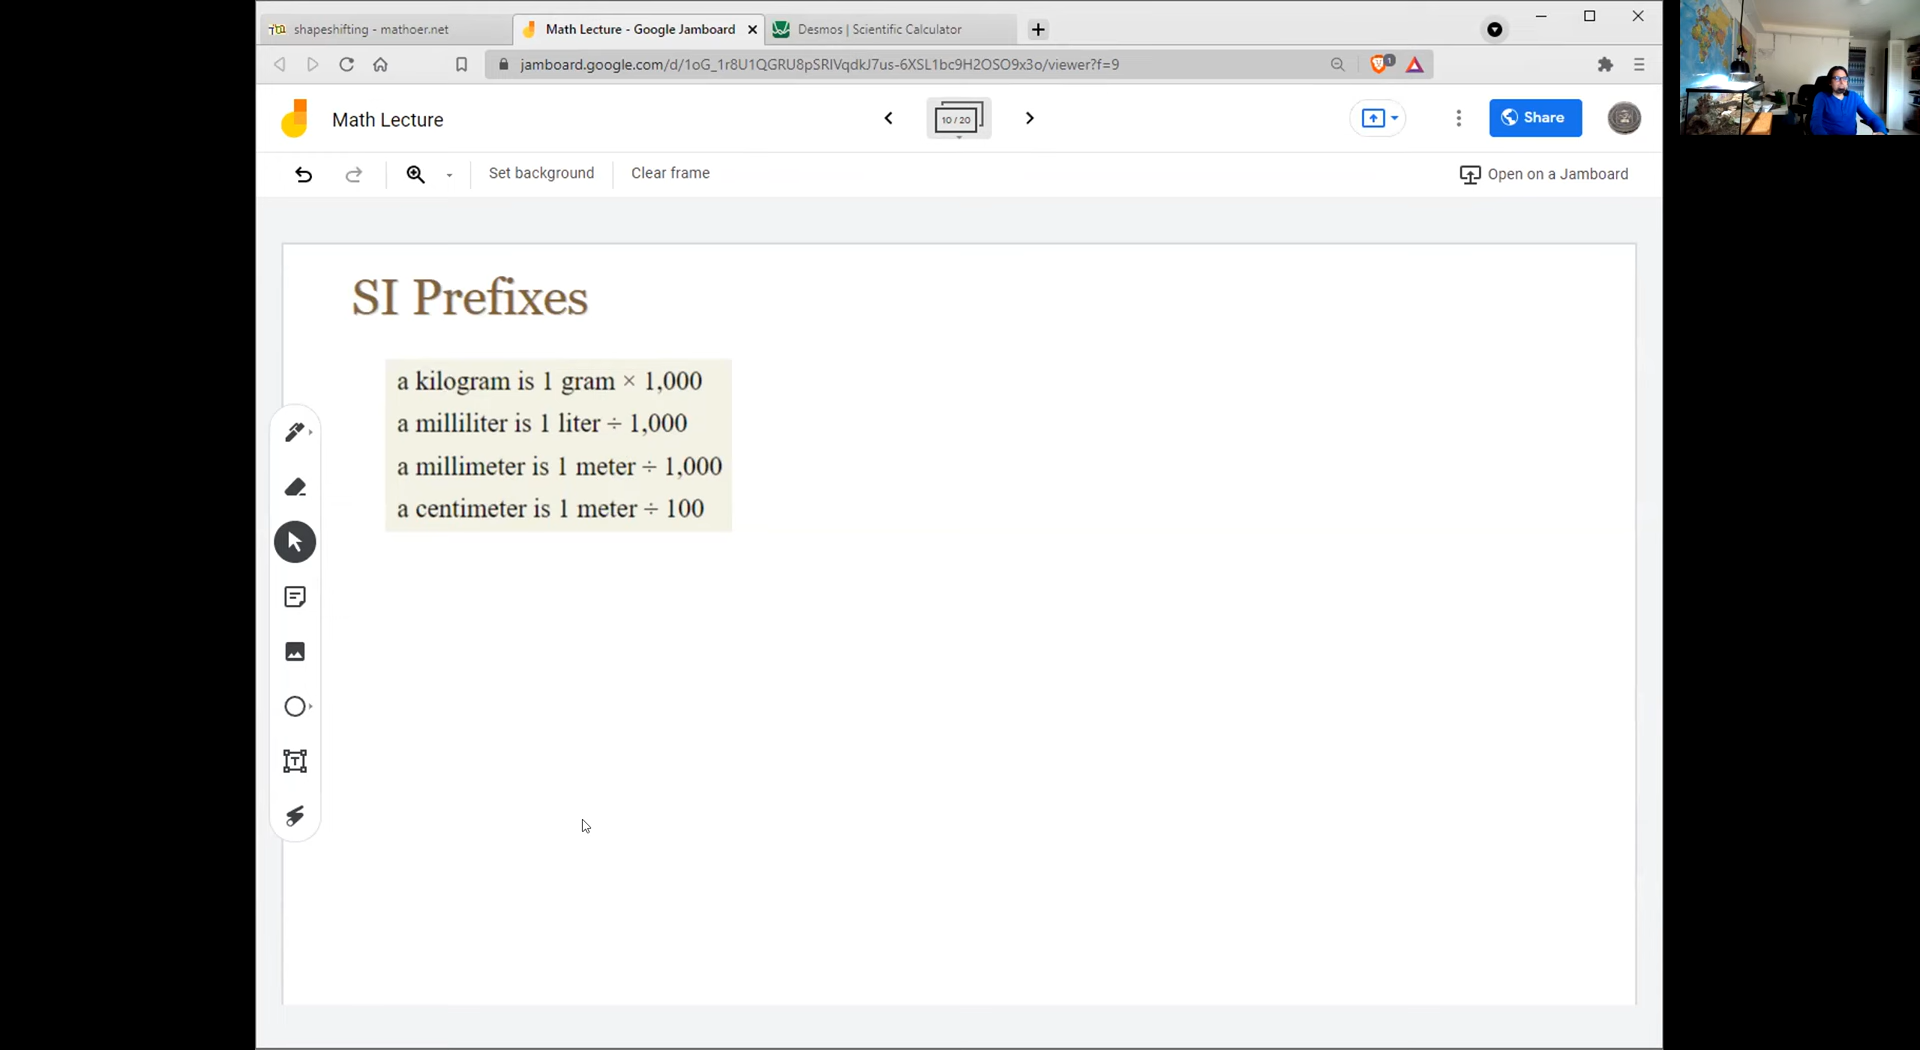 shapeshifting - mathoer.net
Math Lecture - Google Jamboard
Desmos | Scientific Calculator
jamboard.google.com/d/1oG_1r8U1QGRU8pSRIVqdkJ7us-6XSL1bc9H2OSO9x3o/viewer?f=9
1
Math Lecture
10 / 20
Share
Set background
Clear frame
Open on a Jamboard
SI Prefixes
a kilogram is 1 gram × 1,000
a milliliter is 1 liter ÷ 1,000
a millimeter is 1 meter ÷ 1,000
a centimeter is 1 meter ÷ 100